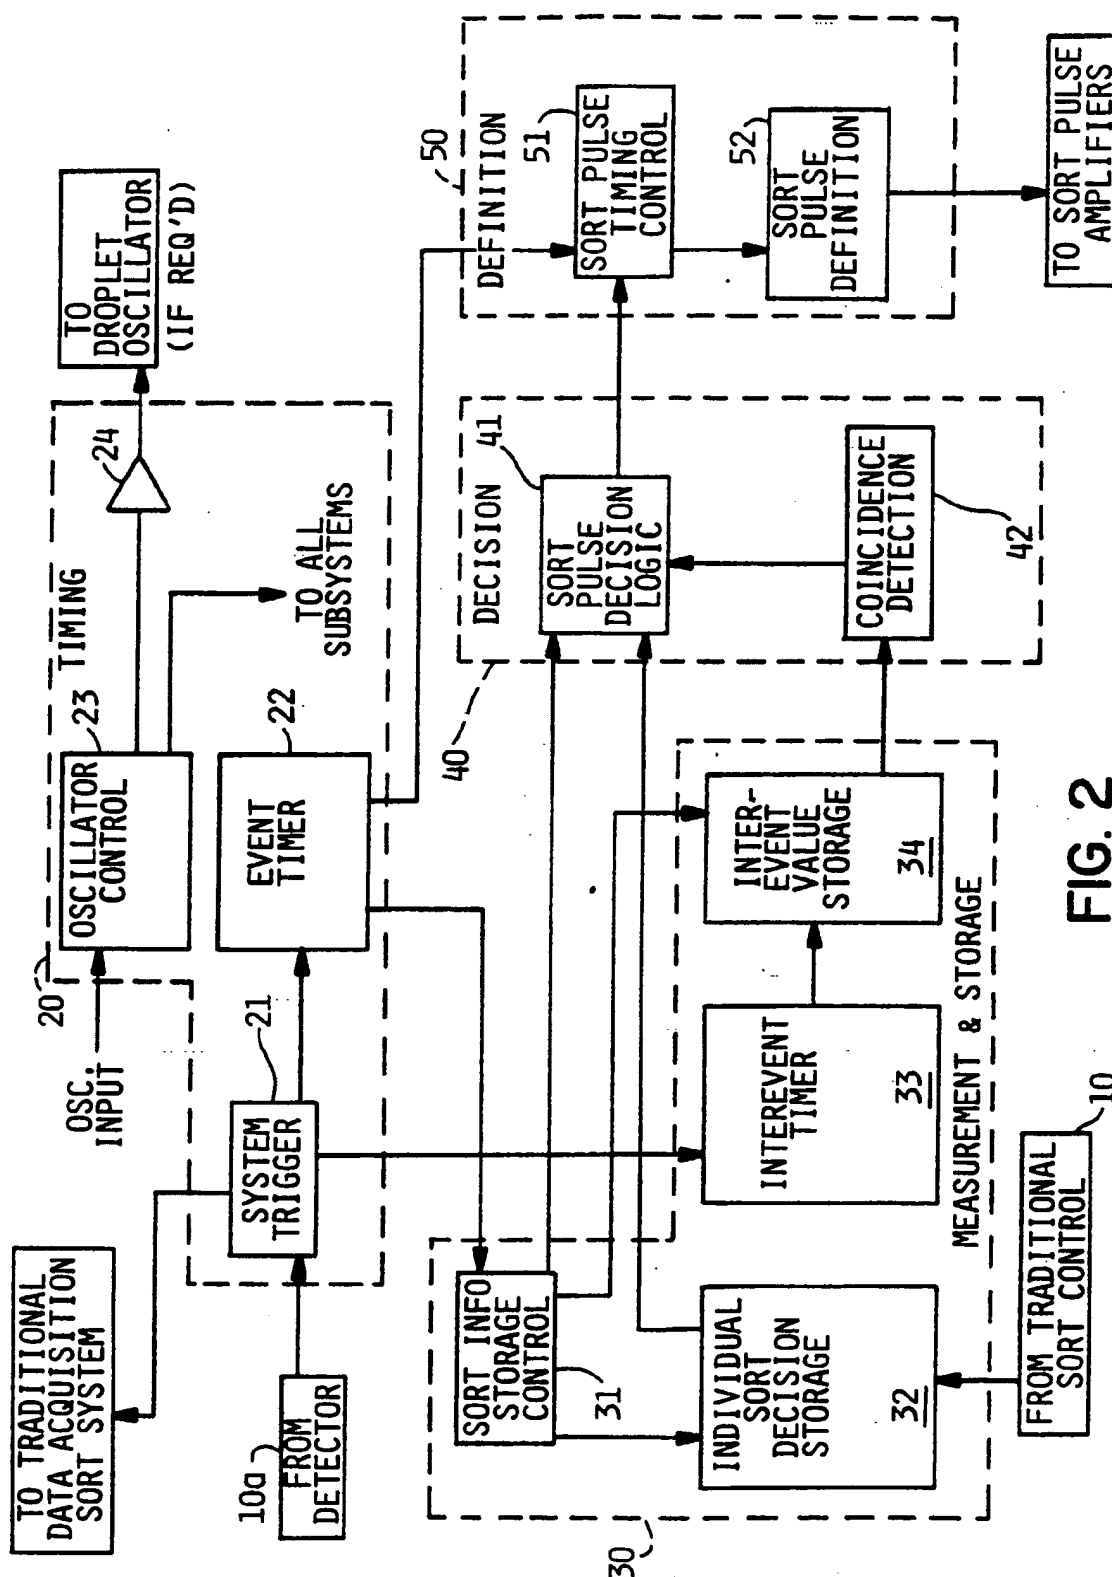 TO TRADITIONAL
DATA ACQUISITION
SORT SYSTEM
10a
FROM
DETECTOR
OSC.
INPUT
20
SYSTEM
TRIGGER
21
TIMING
OSCILLATOR
CONTROL
23
EVENT
TIMER
22
24
TO
DROPLET
OSCILLATOR
(IF REQ'D)
TO ALL
SUBSYSTEMS
30
SORT INFO
STORAGE
CONTROL
31
INDIVIDUAL
SORT
DECISION
STORAGE
32
INTEREVENT
TIMER
33
INTER-
EVENT
VALUE
STORAGE
34
MEASUREMENT & STORAGE
FROM TRADITIONAL
SORT CONTROL
10
40
DECISION
SORT
PULSE
DECISION
LOGIC
41
COINCIDENCE
DETECTION
42
50
DEFINITION
SORT PULSE
TIMING
CONTROL
51
SORT
PULSE
DEFINITION
52
TO SORT PULSE
AMPLIFIERS
FIG. 2